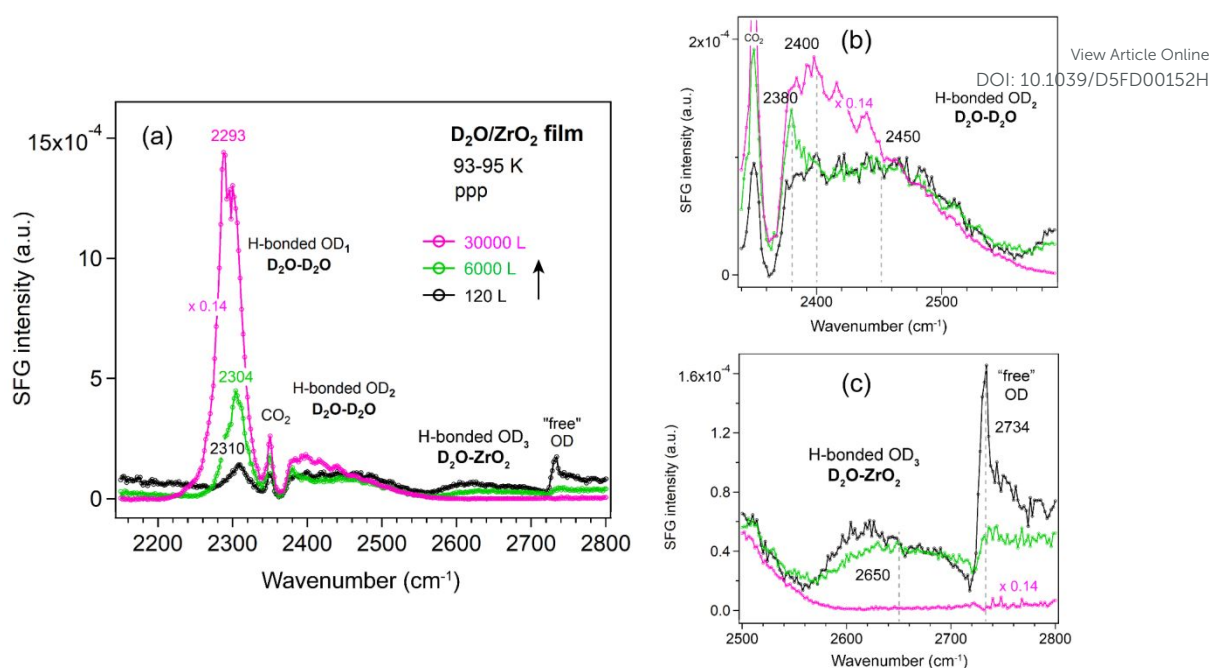 (a)
D₂O/ZrO₂ film
93-95 K
ppp
30000 L
6000 L
120 L
2293
H-bonded OD₁
D₂O-D₂O
x 0.14
2304
2310
CO₂
H-bonded OD₂
D₂O-D₂O
H-bonded OD₃
D₂O-ZrO₂
"free"
OD
15x10⁻⁴
10
5
0
SFG intensity (a.u.)
2200 2300 2400 2500 2600 2700 2800
Wavenumber (cm⁻¹)
(b)
2x10⁻⁴
1
0
SFG intensity (a.u.)
CO₂
2400
2380
x 0.14
2450
H-bonded OD₂
D₂O-D₂O
2400 2500
Wavenumber (cm⁻¹)
View Article Online
DOI: 10.1039/D5FD00152H
(c)
1.6x10⁻⁴
1.2
0.8
0.4
0.0
SFG intensity (a.u.)
"free"
OD
2734
H-bonded OD₃
D₂O-ZrO₂
2650
x 0.14
2500 2600 2700 2800
Wavenumber (cm⁻¹)